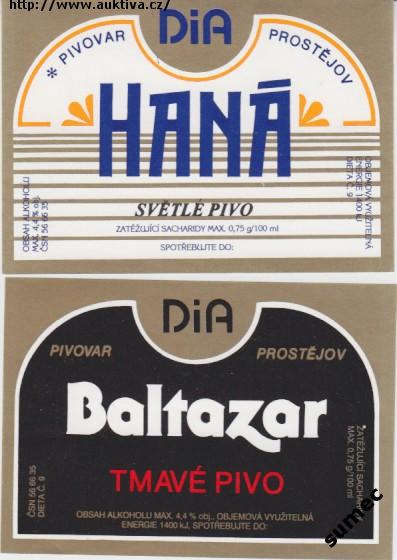 http://www.auktiva.cz/
DiA
* PIVOVAR PROSTĚJOV
HANÁ
SVĚTLÉ PIVO
ZATĚŽUJÍCÍ SACHARIDY MAX. 0,75 g/100 ml
SPOTŘEBUJTE DO:
OBSAH ALKOHOLU
MAX. 4,4 % obj.
ČSN 56 66 35
OBJEMOVÁ VYUŽITELNÁ
ENERGIE 1400 kJ
DIETA Č. 9
DiA
PIVOVAR PROSTĚJOV
Baltazar
TMAVÉ PIVO
OBSAH ALKOHOLU MAX. 4,4 % obj., OBJEMOVÁ VYUŽITELNÁ
ENERGIE 1400 kJ, SPOTŘEBUJTE DO:
ČSN 56 66 35
DIETA Č. 9
ZATĚŽUJÍCÍ SACHARIDY
MAX. 0,75 g/100 ml
sumec